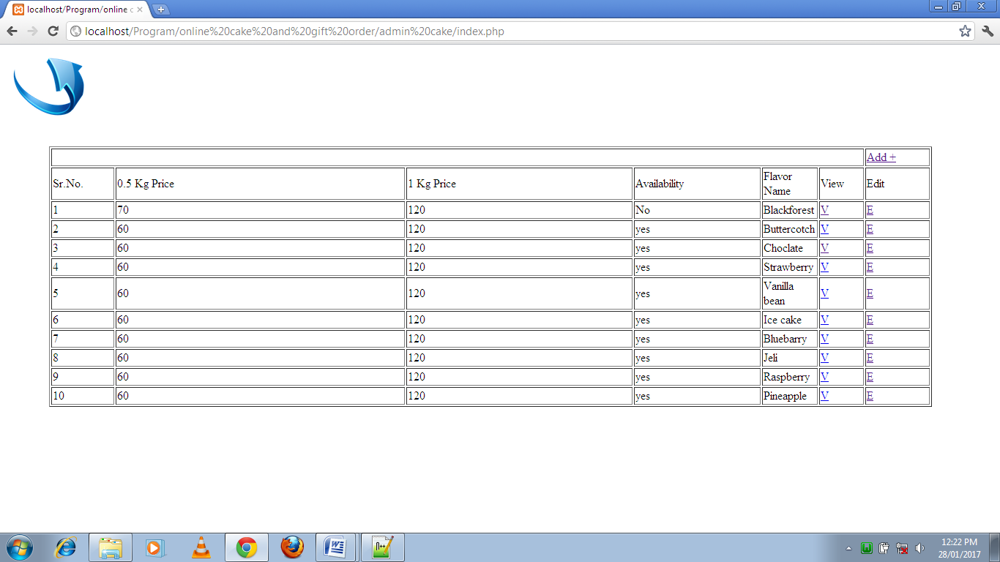 localhost/Program/online c
localhost/Program/online%20cake%20and%20gift%20order/admin%20cake/index.php
Add +
Sr.No. 0.5 Kg Price 1 Kg Price Availability Flavor Name View Edit
1 70 120 No Blackforest V E
2 60 120 yes Buttercotch V E
3 60 120 yes Choclate V E
4 60 120 yes Strawberry V E
5 60 120 yes Vanilla bean V E
6 60 120 yes Ice cake V E
7 60 120 yes Bluebarry V E
8 60 120 yes Jeli V E
9 60 120 yes Raspberry V E
10 60 120 yes Pineapple V E
12:22 PM
28/01/2017